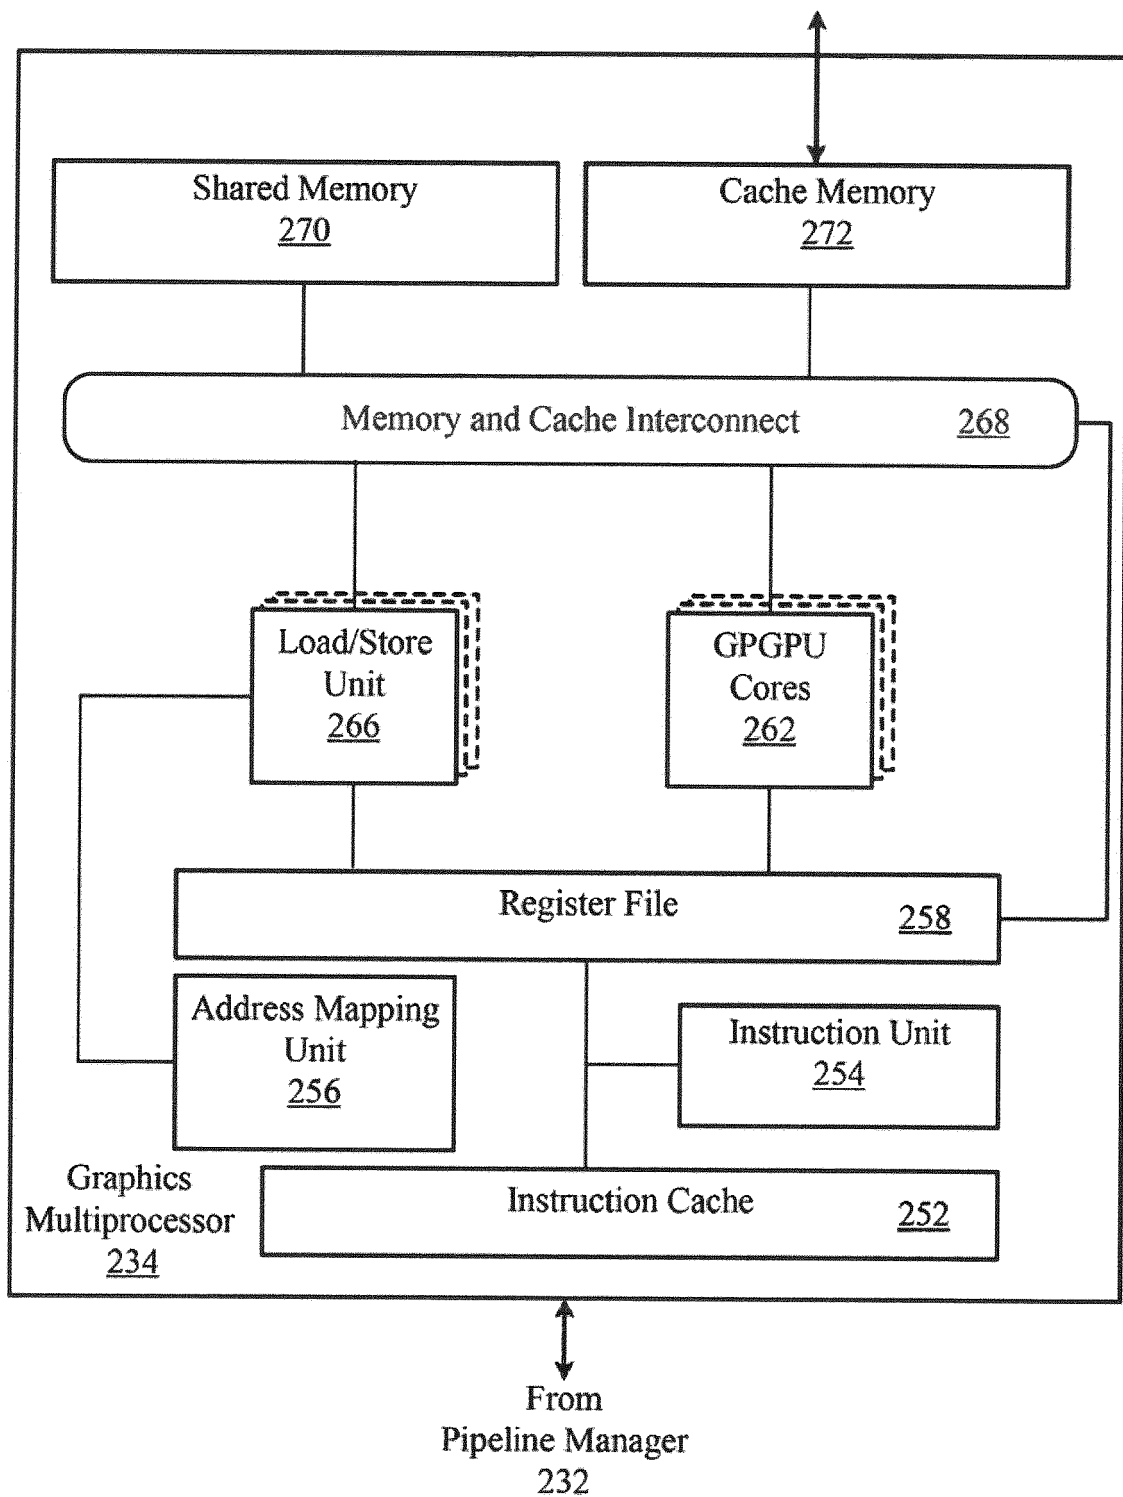 Shared Memory
270
Cache Memory
272
Memory and Cache Interconnect 268
Load/Store
Unit
266
GPGPU
Cores
262
Register File 258
Address Mapping
Unit
256
Instruction Unit
254
Graphics
Multiprocessor
234
Instruction Cache 252
From
Pipeline Manager
232